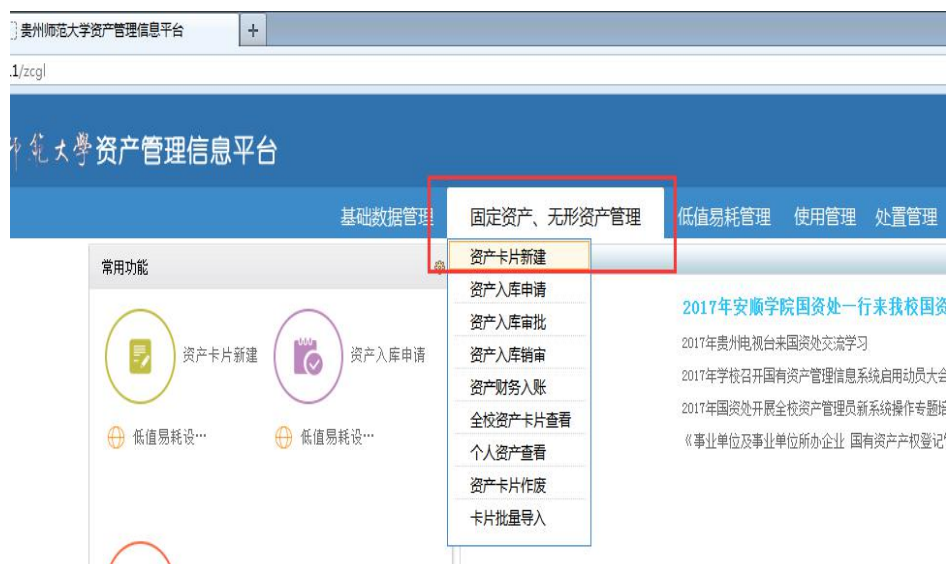 贵州师范大学资产管理信息平台
+
1/zcgl
师范大學资产管理信息平台
基础数据管理 固定资产、无形资产管理 低值易耗管理 使用管理 处置管理
常用功能
资产卡片新建
资产入库申请
低值易耗设…
低值易耗设…
资产卡片新建
资产入库申请
资产入库审批
资产入库销审
资产财务入账
全校资产卡片查看
个人资产查看
资产卡片作废
卡片批量导入
2017年安顺学院国资处一行来我校国资
2017年贵州电视台来国资处交流学习
2017年学校召开国有资产管理信息系统启用动员大会
2017年国资处开展全校资产管理员新系统操作专题培
《事业单位及事业单位所办企业 国有资产产权登记管